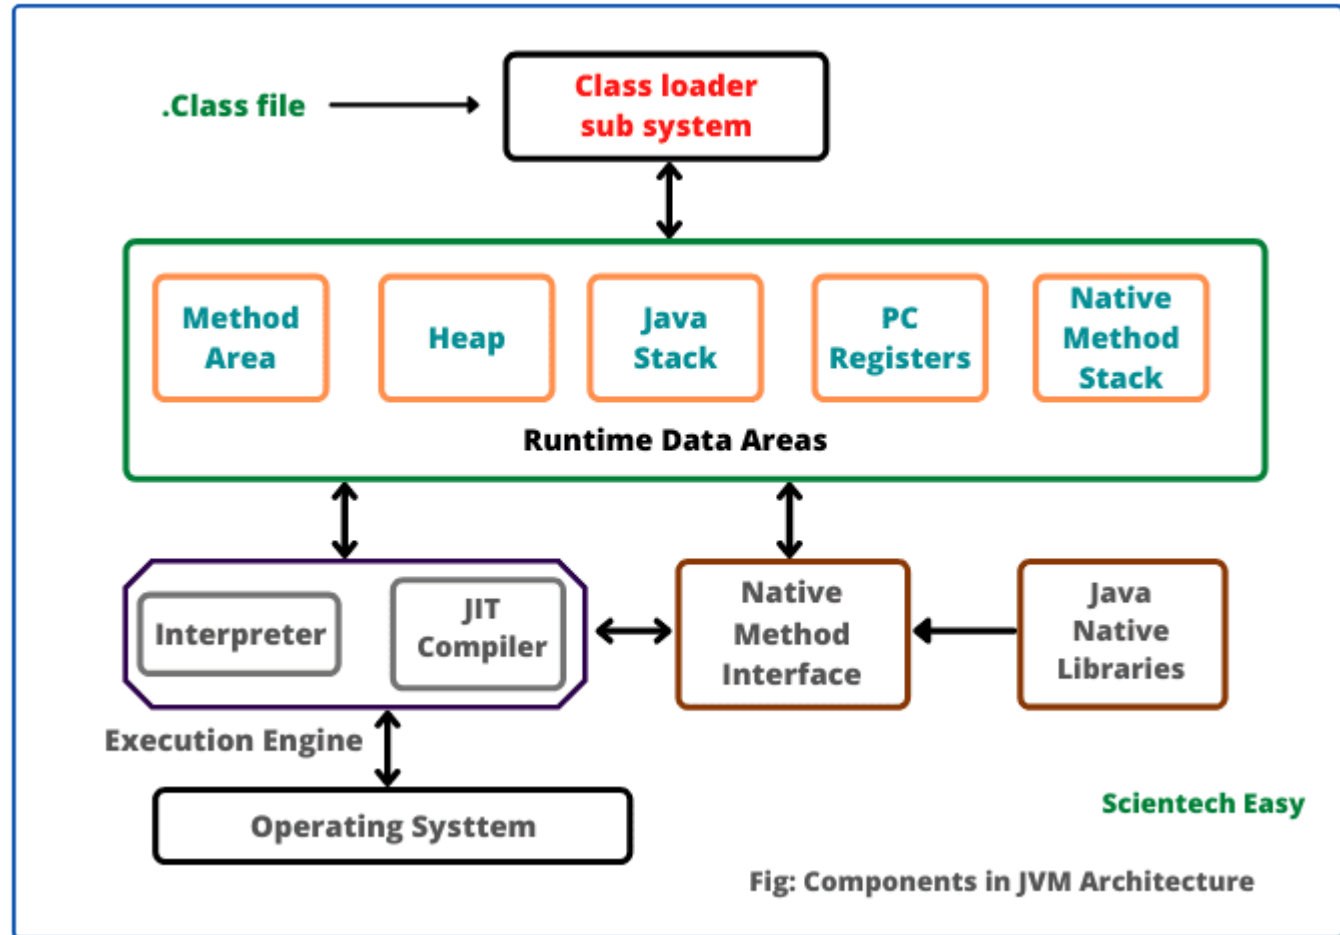 .Class file
Class loader
sub system
Method
Area
Heap
Java
Stack
PC
Registers
Native
Method
Stack
Runtime Data Areas
Interpreter
JIT
Compiler
Native
Method
Interface
Java
Native
Libraries
Execution Engine
Operating Systtem
Scientech Easy
Fig: Components in JVM Architecture